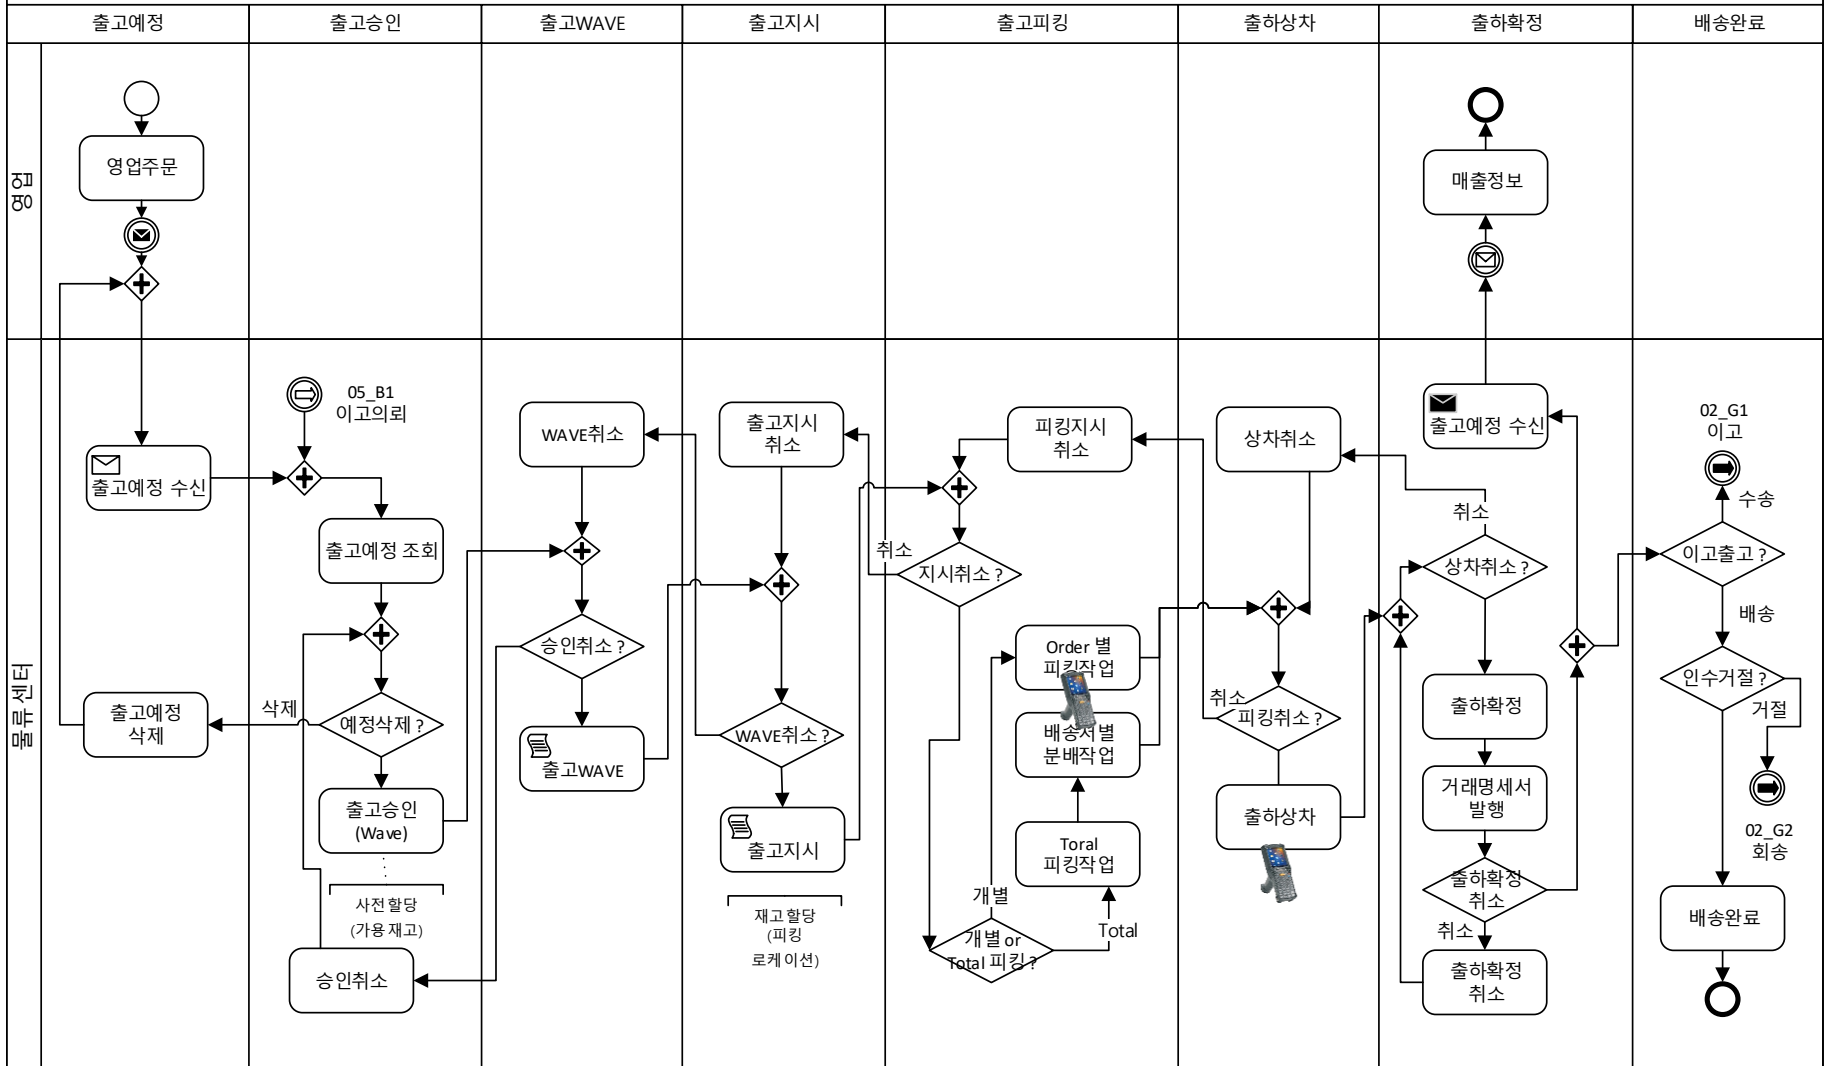 출고예정
출고승인
출고WAVE
출고지시
출고피킹
출하상차
출하확정
배송완료
영업
영업주문
매출정보
물류센터
출고예정 수신
05_B1
이고의뢰
출고예정 조회
삭제
예정삭제 ?
출고예정
삭제
출고승인
(Wave)
사전할당
(가용재고)
승인취소
WAVE취소
승인취소 ?
출고WAVE
출고지시
취소
WAVE취소 ?
출고지시
재고할당
(피킹
로케이션)
피킹지시
취소
취소
지시취소 ?
Order 별
피킹작업
배송처별
분배작업
Toral
피킹작업
개별
개별 or
Total 피킹 ?
Total
상차취소
취소
피킹취소 ?
출하상차
출고예정 수신
취소
상차취소 ?
출하확정
거래명세서
발행
출하확정
취소
취소
출하확정
취소
02_G1
이고
수송
이고출고 ?
배송
인수거절 ?
거절
02_G2
회송
배송완료